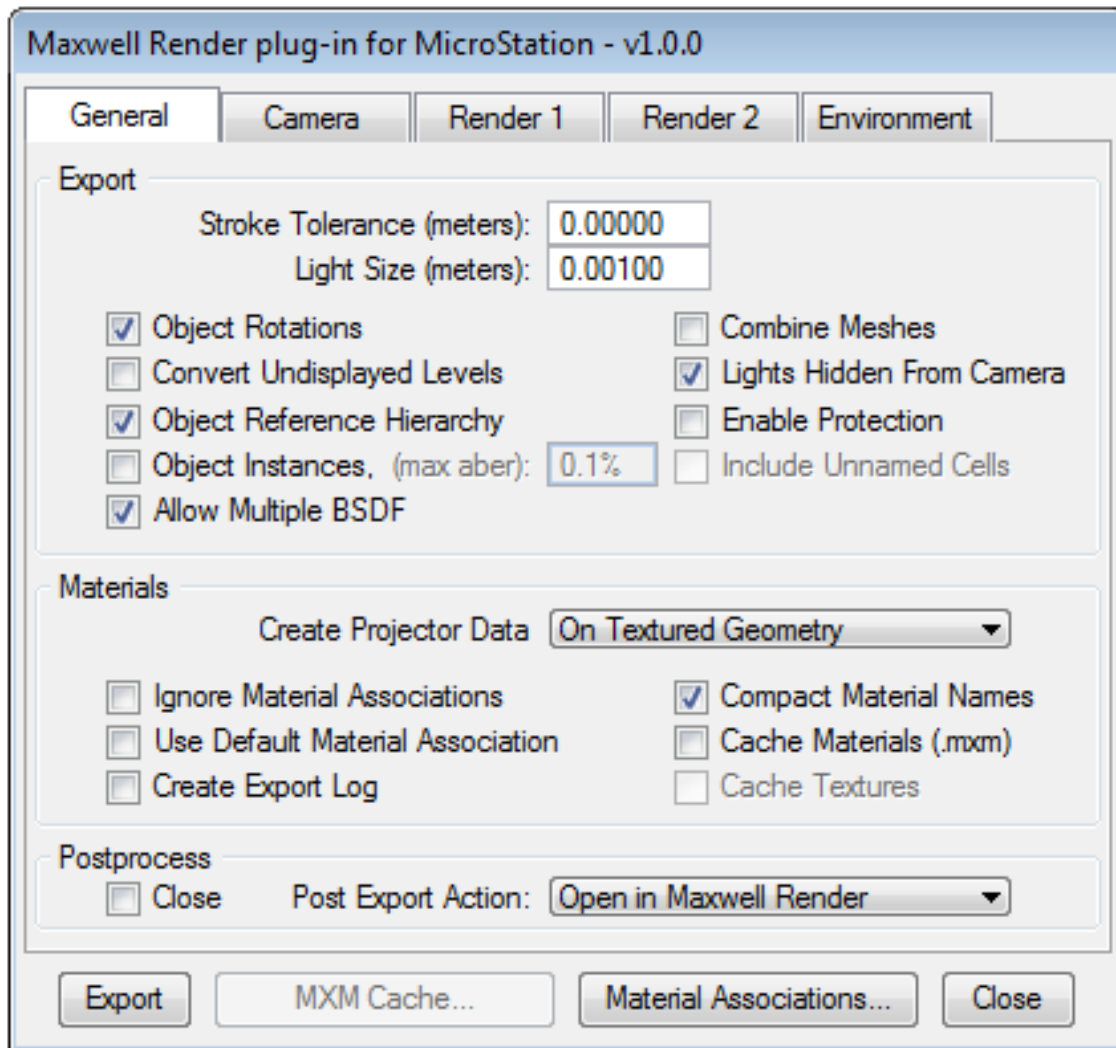 Maxwell Render plug-in for MicroStation - v1.0.0
General Camera Render 1 Render 2 Environment
Export
Stroke Tolerance (meters): 0.00000
Light Size (meters): 0.00100
Object Rotations Combine Meshes
Convert Undisplayed Levels Lights Hidden From Camera
Object Reference Hierarchy Enable Protection
Object Instances, (max aber): 0.1% Include Unnamed Cells
Allow Multiple BSDF
Materials
Create Projector Data On Textured Geometry
Ignore Material Associations Compact Material Names
Use Default Material Association Cache Materials (.mxm)
Create Export Log Cache Textures
Postprocess
Close Post Export Action: Open in Maxwell Render
Export MXM Cache... Material Associations... Close